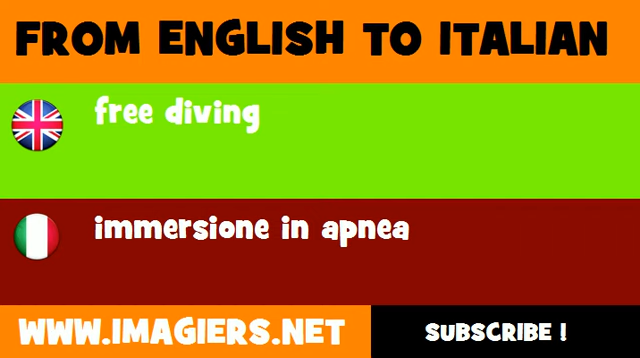 FROM ENGLISH TO ITALIAN
free diving
immersione in apnea
WWW.IMAGIERS.NET
SUBSCRIBE !